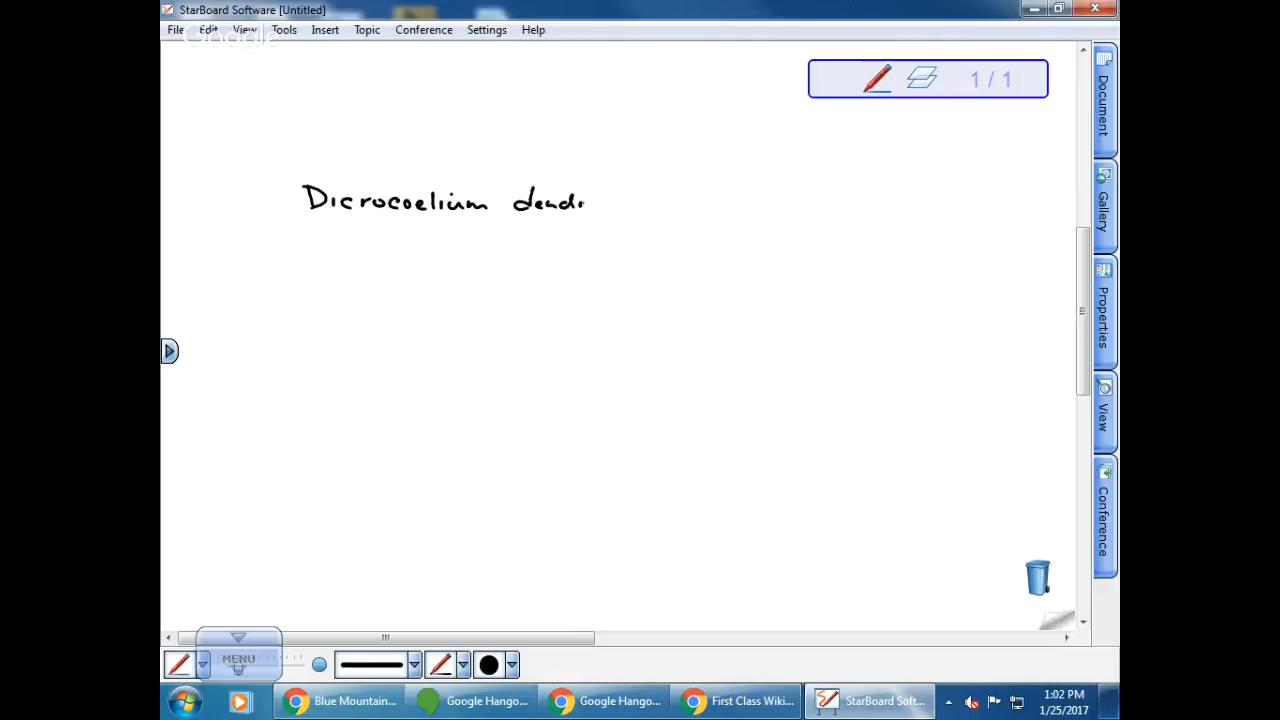 StarBoard Software [Untitled]
File Edit View Tools Insert Topic Conference Settings Help
Google
1 / 1
Document
Gallery
Properties
View
Conference
Dicrocoelium dendr
MENU
Blue Mountain... Google Hango... Google Hango... First Class Wiki... StarBoard Soft...
1:02 PM
1/25/2017